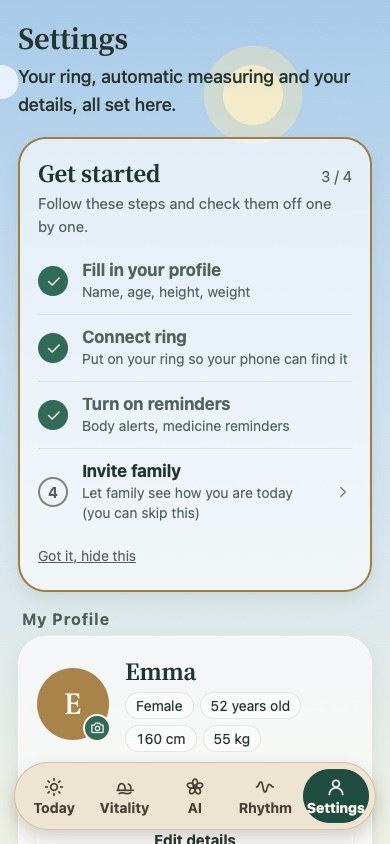 Settings
Your ring, automatic measuring and your
details, all set here.
Get started
3 / 4
Follow these steps and check them off one
by one.
Fill in your profile
Name, age, height, weight
Connect ring
Put on your ring so your phone can find it
Turn on reminders
Body alerts, medicine reminders
4
Invite family
Let family see how you are today
(you can skip this)
Got it, hide this
My Profile
E
Emma
Female
52 years old
160 cm
55 kg
Today
Vitality
AI
Rhythm
Settings
Edit details